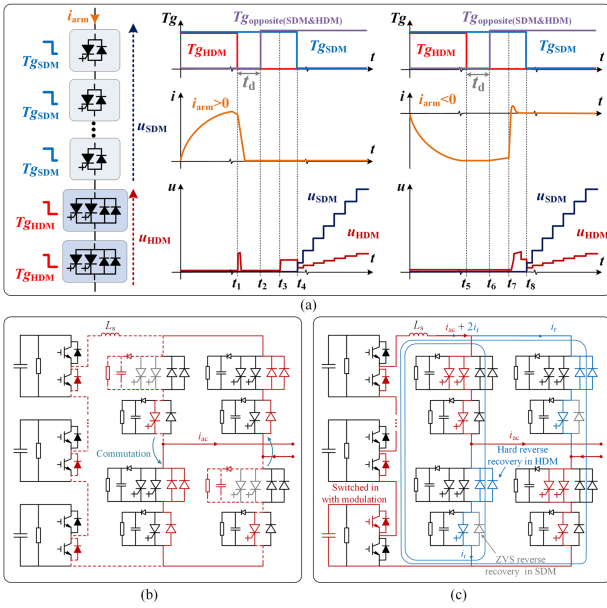 i_arm
Tg_SDM
Tg_SDM
Tg_SDM
Tg_HDM
Tg_HDM
u_SDM
u_HDM
Tg
Tg_opposite(SDM&HDM)
Tg_HDM
Tg_SDM
t
t_d
i
i_arm>0
t
u
u_SDM
u_HDM
t
t_1
t_2
t_3
t_4
Tg
Tg_opposite(SDM&HDM)
Tg_HDM
Tg_SDM
t
t_d
i
i_arm<0
t
u
u_SDM
u_HDM
t
t_5
t_6
t_7
t_8
(a)
L_s
i_ac
Commutation
(b)
L_s
i_ac + 2i_r
i_r
i_ac
Switched in
with modulation
Hard reverse
recovery in HDM
i_r
ZVS reverse
recovery in SDM
(c)